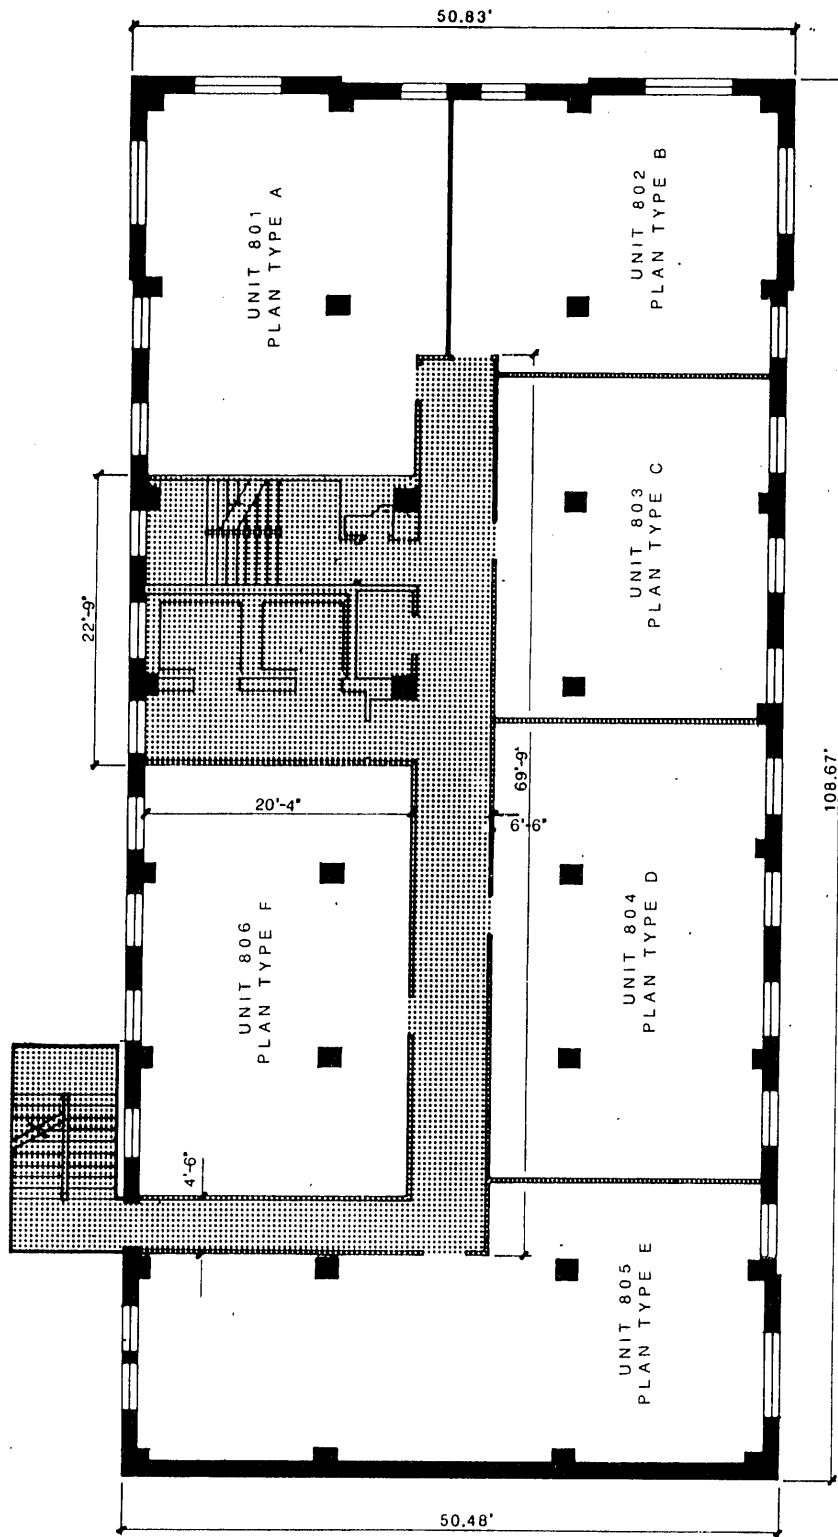 50.83'
UNIT 801
PLAN TYPE A
UNIT 802
PLAN TYPE B
UNIT 803
PLAN TYPE C
22'-9"
69'-9"
108.67'
20'-4"
6'-6"
UNIT 806
PLAN TYPE F
UNIT 804
PLAN TYPE D
4'-6"
UNIT 805
PLAN TYPE E
50.48'